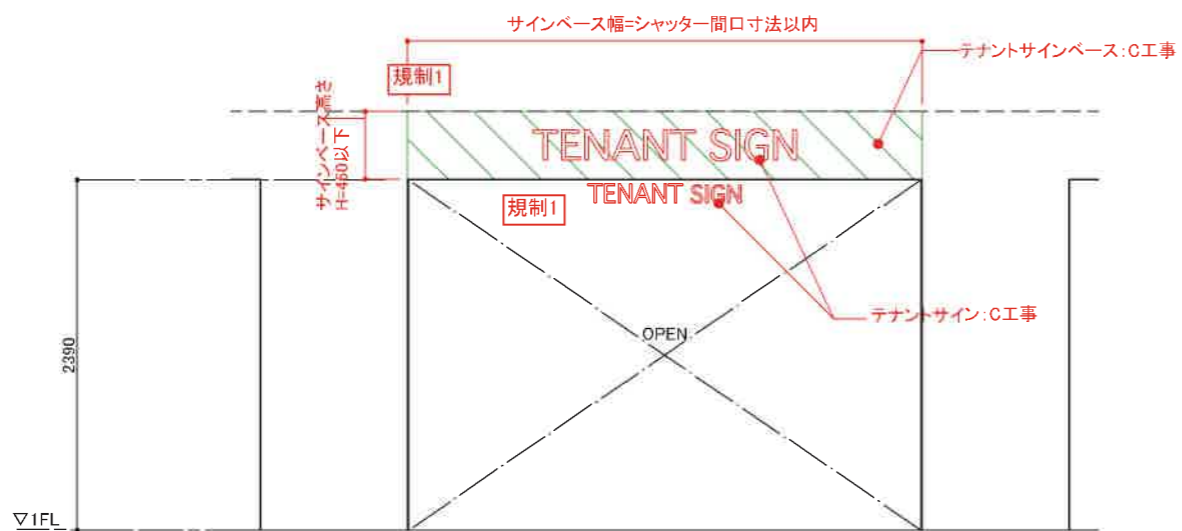 サインベース幅=シャッター間口寸法以内
テナントサインベース:C工事
規制1
サインベース高さ
H=450以下
TENANT SIGN
TENANT SIGN
規制1
テナントサイン:C工事
OPEN
2390
▽1FL